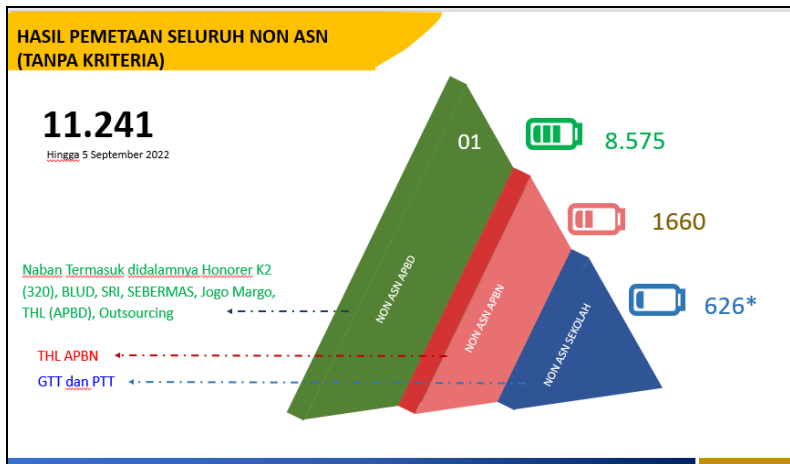 HASIL PEMETAAN SELURUH NON ASN
(TANPA KRITERIA)
11.241
Hingga 5 September 2022
01
8.575
1660
626*
NON ASN APBD
NON ASN APBN
NON ASN SEKOLAH
Naban Termasuk didalamnya Honorer K2
(320), BLUD, SRI, SEBERMAS, Jogo Margo,
THL (APBD), Outsourcing
THL APBN
GTT dan PTT